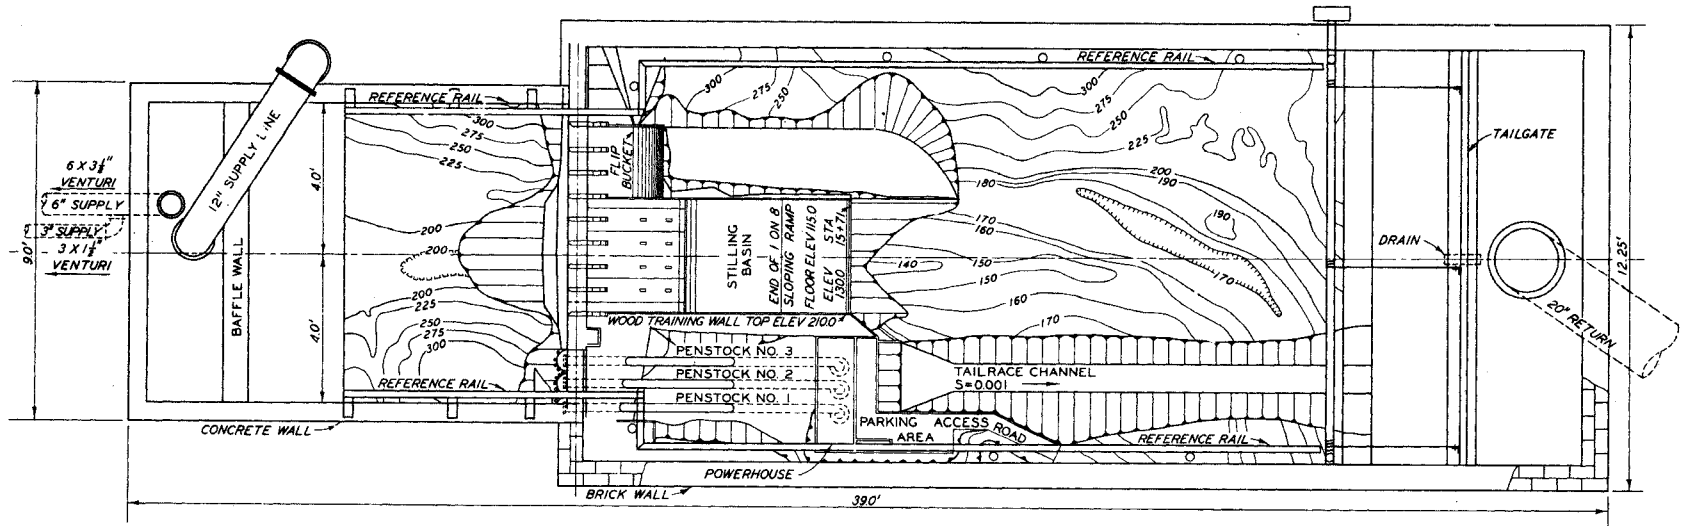 6 X 3½"
VENTURI
6" SUPPLY
3" SUPPLY
3 X 1½"
VENTURI
9.0'
12" SUPPLY LINE
BAFFLE WALL
4.0'
4.0'
REFERENCE RAIL
300
275
250
225
200
200
200
225
250
275
300
REFERENCE RAIL
CONCRETE WALL
FLIP
BUCKETS
300
275
250
REFERENCE RAIL
300
275
250
225
200
190
180
170
160
150
140
150
160
170
190
170
STILLING
BASIN
END OF 1 ON 8
SLOPING RAMP
FLOOR ELEV 115.0
ELEV
130.0
STA
15+71
WOOD TRAINING WALL TOP ELEV 210.0
PENSTOCK NO. 3
PENSTOCK NO. 2
PENSTOCK NO. 1
TAILRACE CHANNEL
S=0.001
PARKING
AREA
ACCESS ROAD
REFERENCE RAIL
POWERHOUSE
BRICK WALL
TAILGATE
DRAIN
20" RETURN
12.25'
39.0'